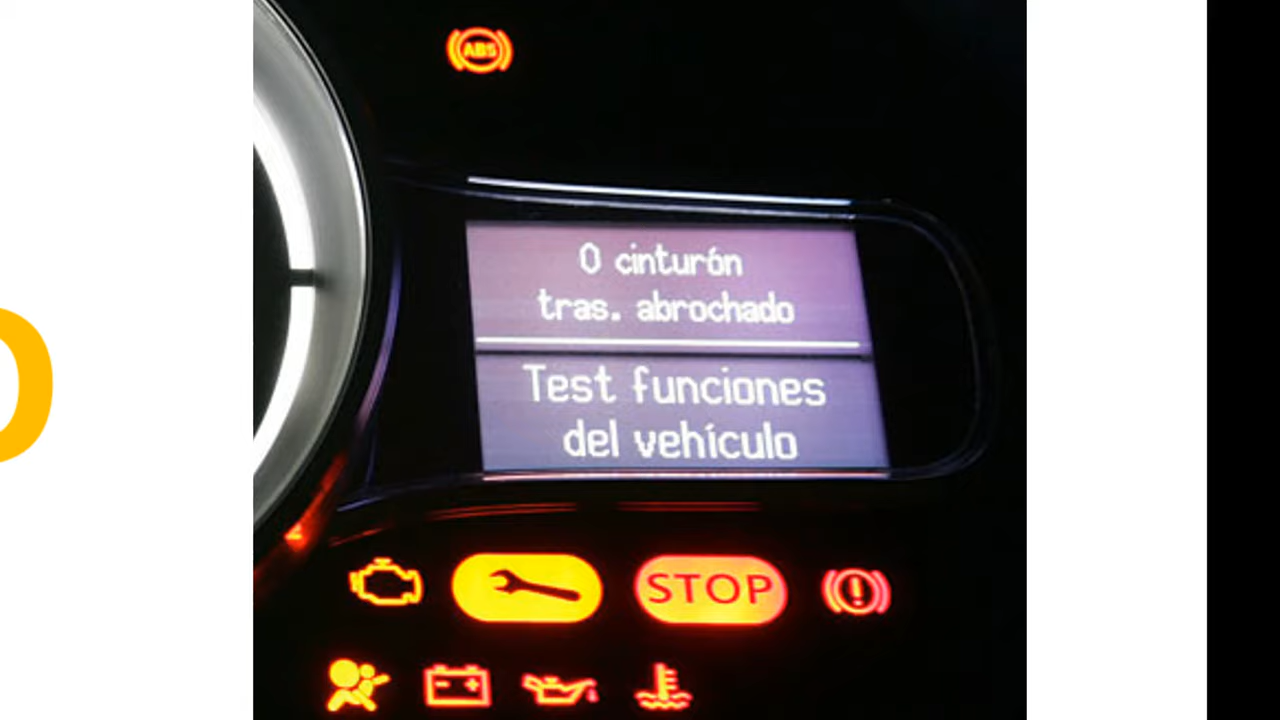 ABS
0 cinturón
tras. abrochado
Test funciones
del vehículo
STOP